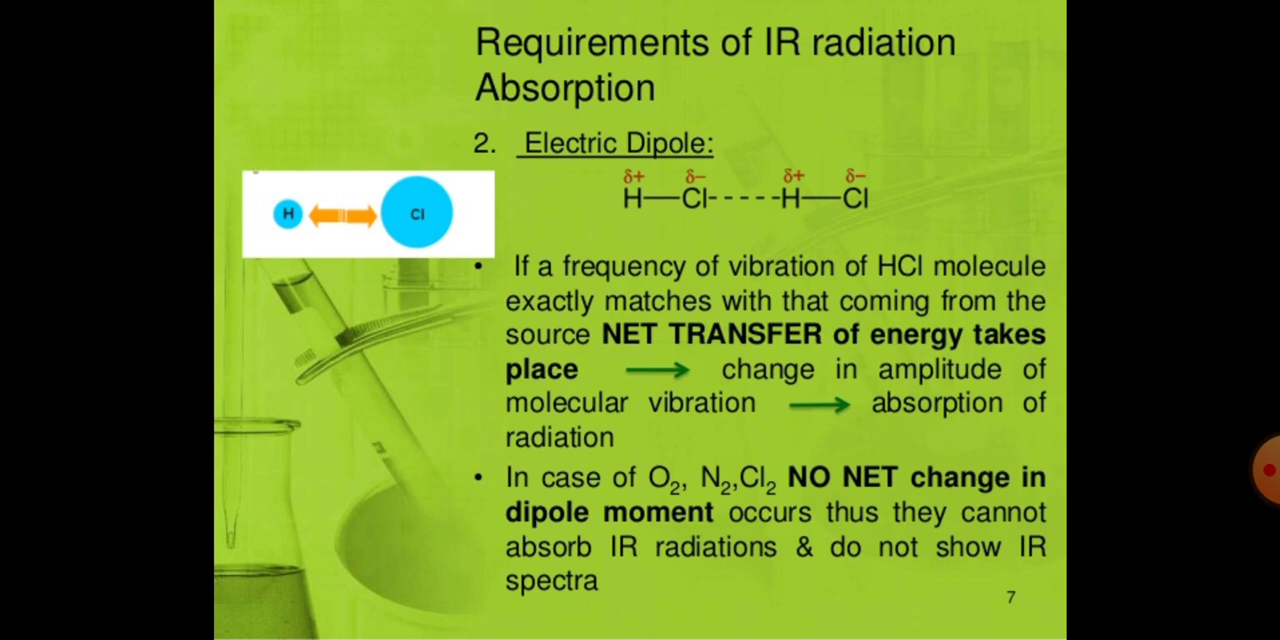 Requirements of IR radiation
Absorption
2. Electric Dipole:
δ+ δ− δ+ δ−
H—Cl-----H—Cl
H Cl
• If a frequency of vibration of HCl molecule
exactly matches with that coming from the
source NET TRANSFER of energy takes
place → change in amplitude of
molecular vibration → absorption of
radiation
• In case of O₂, N₂,Cl₂ NO NET change in
dipole moment occurs thus they cannot
absorb IR radiations & do not show IR
spectra
7